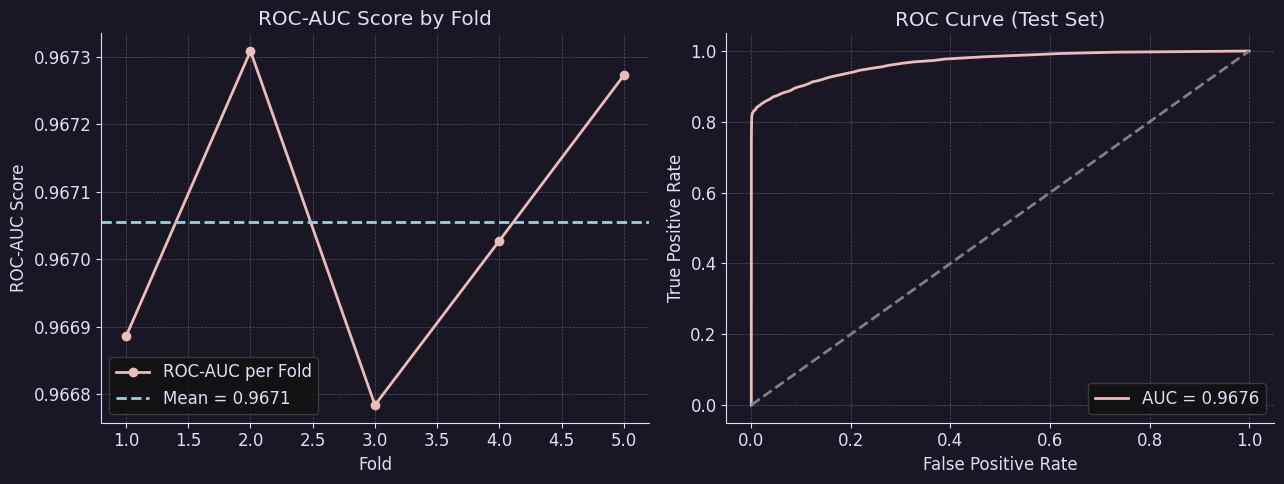 ROC-AUC Score by Fold
ROC-AUC Score
0.9673
0.9672
0.9671
0.9670
0.9669
0.9668
ROC-AUC per Fold
Mean = 0.9671
1.0 1.5 2.0 2.5 3.0 3.5 4.0 4.5 5.0
Fold
ROC Curve (Test Set)
True Positive Rate
1.0
0.8
0.6
0.4
0.2
0.0
AUC = 0.9676
0.0 0.2 0.4 0.6 0.8 1.0
False Positive Rate